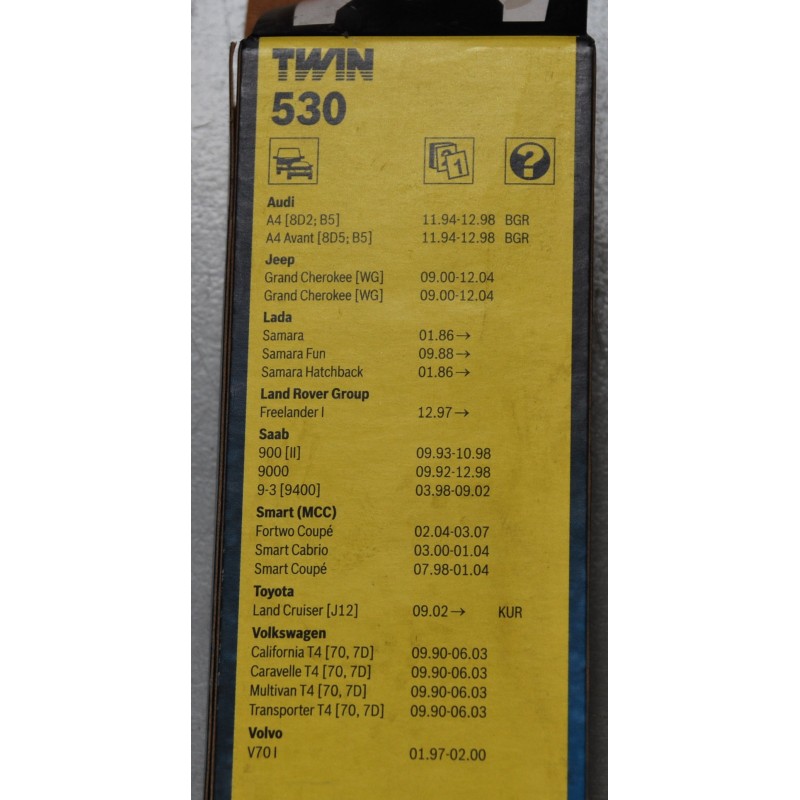 TWIN
530
1
?
Audi
A4 [8D2; B5] 11.94-12.98 BGR
A4 Avant [8D5; B5] 11.94-12.98 BGR
Jeep
Grand Cherokee [WG] 09.00-12.04
Grand Cherokee [WG] 09.00-12.04
Lada
Samara 01.86→
Samara Fun 09.88→
Samara Hatchback 01.86→
Land Rover Group
Freelander I 12.97→
Saab
900 [II] 09.93-10.98
9000 09.92-12.98
9-3 [9400] 03.98-09.02
Smart (MCC)
Fortwo Coupé 02.04-03.07
Smart Cabrio 03.00-01.04
Smart Coupé 07.98-01.04
Toyota
Land Cruiser [J12] 09.02→ KUR
Volkswagen
California T4 [70, 7D] 09.90-06.03
Caravelle T4 [70, 7D] 09.90-06.03
Multivan T4 [70, 7D] 09.90-06.03
Transporter T4 [70, 7D] 09.90-06.03
Volvo
V70 I 01.97-02.00